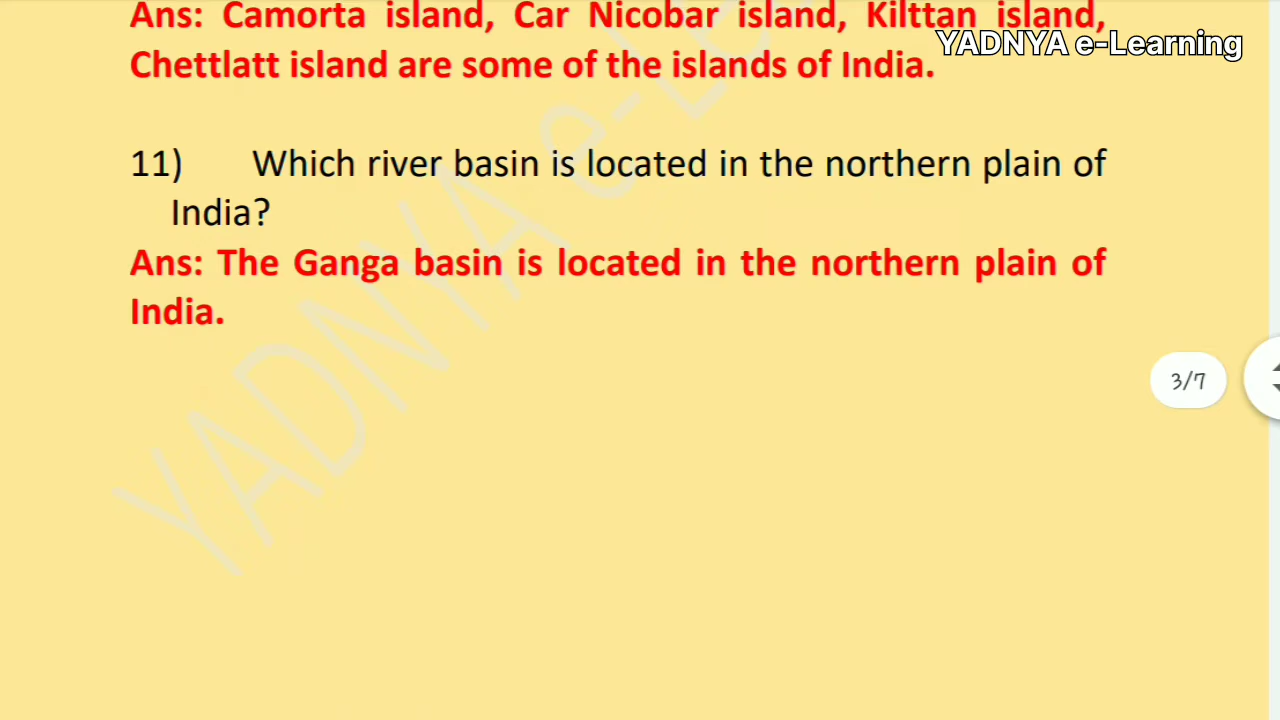 Ans: Camorta island, Car Nicobar island, Kilttan island,
YADNYA e-Learning
Chettlatt island are some of the islands of India.
11) Which river basin is located in the northern plain of
India?
Ans: The Ganga basin is located in the northern plain of
India.
3/7
YADNYA e-Le